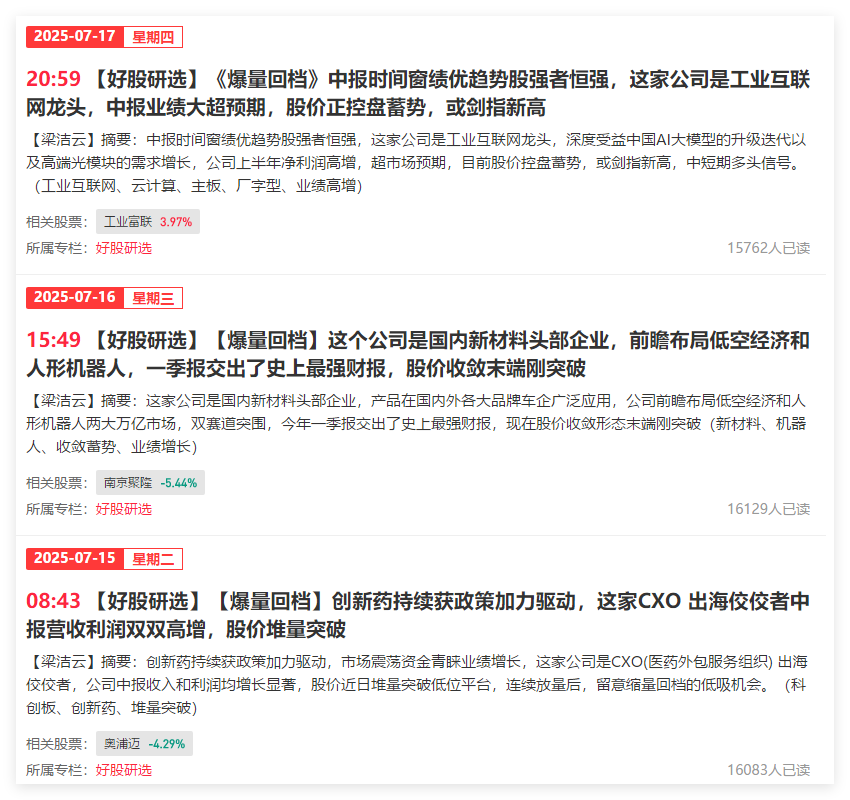 2025-07-17 星期四
20:59 【好股研选】《爆量回档》中报时间窗绩优趋势股强者恒强，这家公司是工业互联
网龙头，中报业绩大超预期，股价正控盘蓄势，或剑指新高
【梁洁云】摘要：中报时间窗绩优趋势股强者恒强，这家公司是工业互联网龙头，深度受益中国AI大模型的升级迭代以
及高端光模块的需求增长，公司上半年净利润高增，超市场预期，目前股价控盘蓄势，或剑指新高，中短期多头信号。
（工业互联网、云计算、主板、厂字型、业绩高增）
相关股票： 工业富联 3.97%
所属专栏：好股研选 15762人已读
2025-07-16 星期三
15:49 【好股研选】【爆量回档】这个公司是国内新材料头部企业，前瞻布局低空经济和
人形机器人，一季报交出了史上最强财报，股价收敛末端刚突破
【梁洁云】摘要：这家公司是国内新材料头部企业，产品在国内外各大品牌车企广泛应用，公司前瞻布局低空经济和人
形机器人两大万亿市场，双赛道突围，今年一季报交出了史上最强财报，现在股价收敛形态末端刚突破（新材料、机器
人、收敛蓄势、业绩增长）
相关股票： 南京聚隆 -5.44%
所属专栏：好股研选 16129人已读
2025-07-15 星期二
08:43 【好股研选】【爆量回档】创新药持续获政策加力驱动，这家CXO 出海佼佼者中
报营收利润双双高增，股价堆量突破
【梁洁云】摘要：创新药持续获政策加力驱动，市场震荡资金青睐业绩增长，这家公司是CXO(医药外包服务组织) 出海
佼佼者，公司中报收入和利润均增长显著，股价近日堆量突破低位平台，连续放量后，留意缩量回档的低吸机会。（科
创板、创新药、堆量突破）
相关股票： 奥浦迈 -4.29%
所属专栏：好股研选 16083人已读